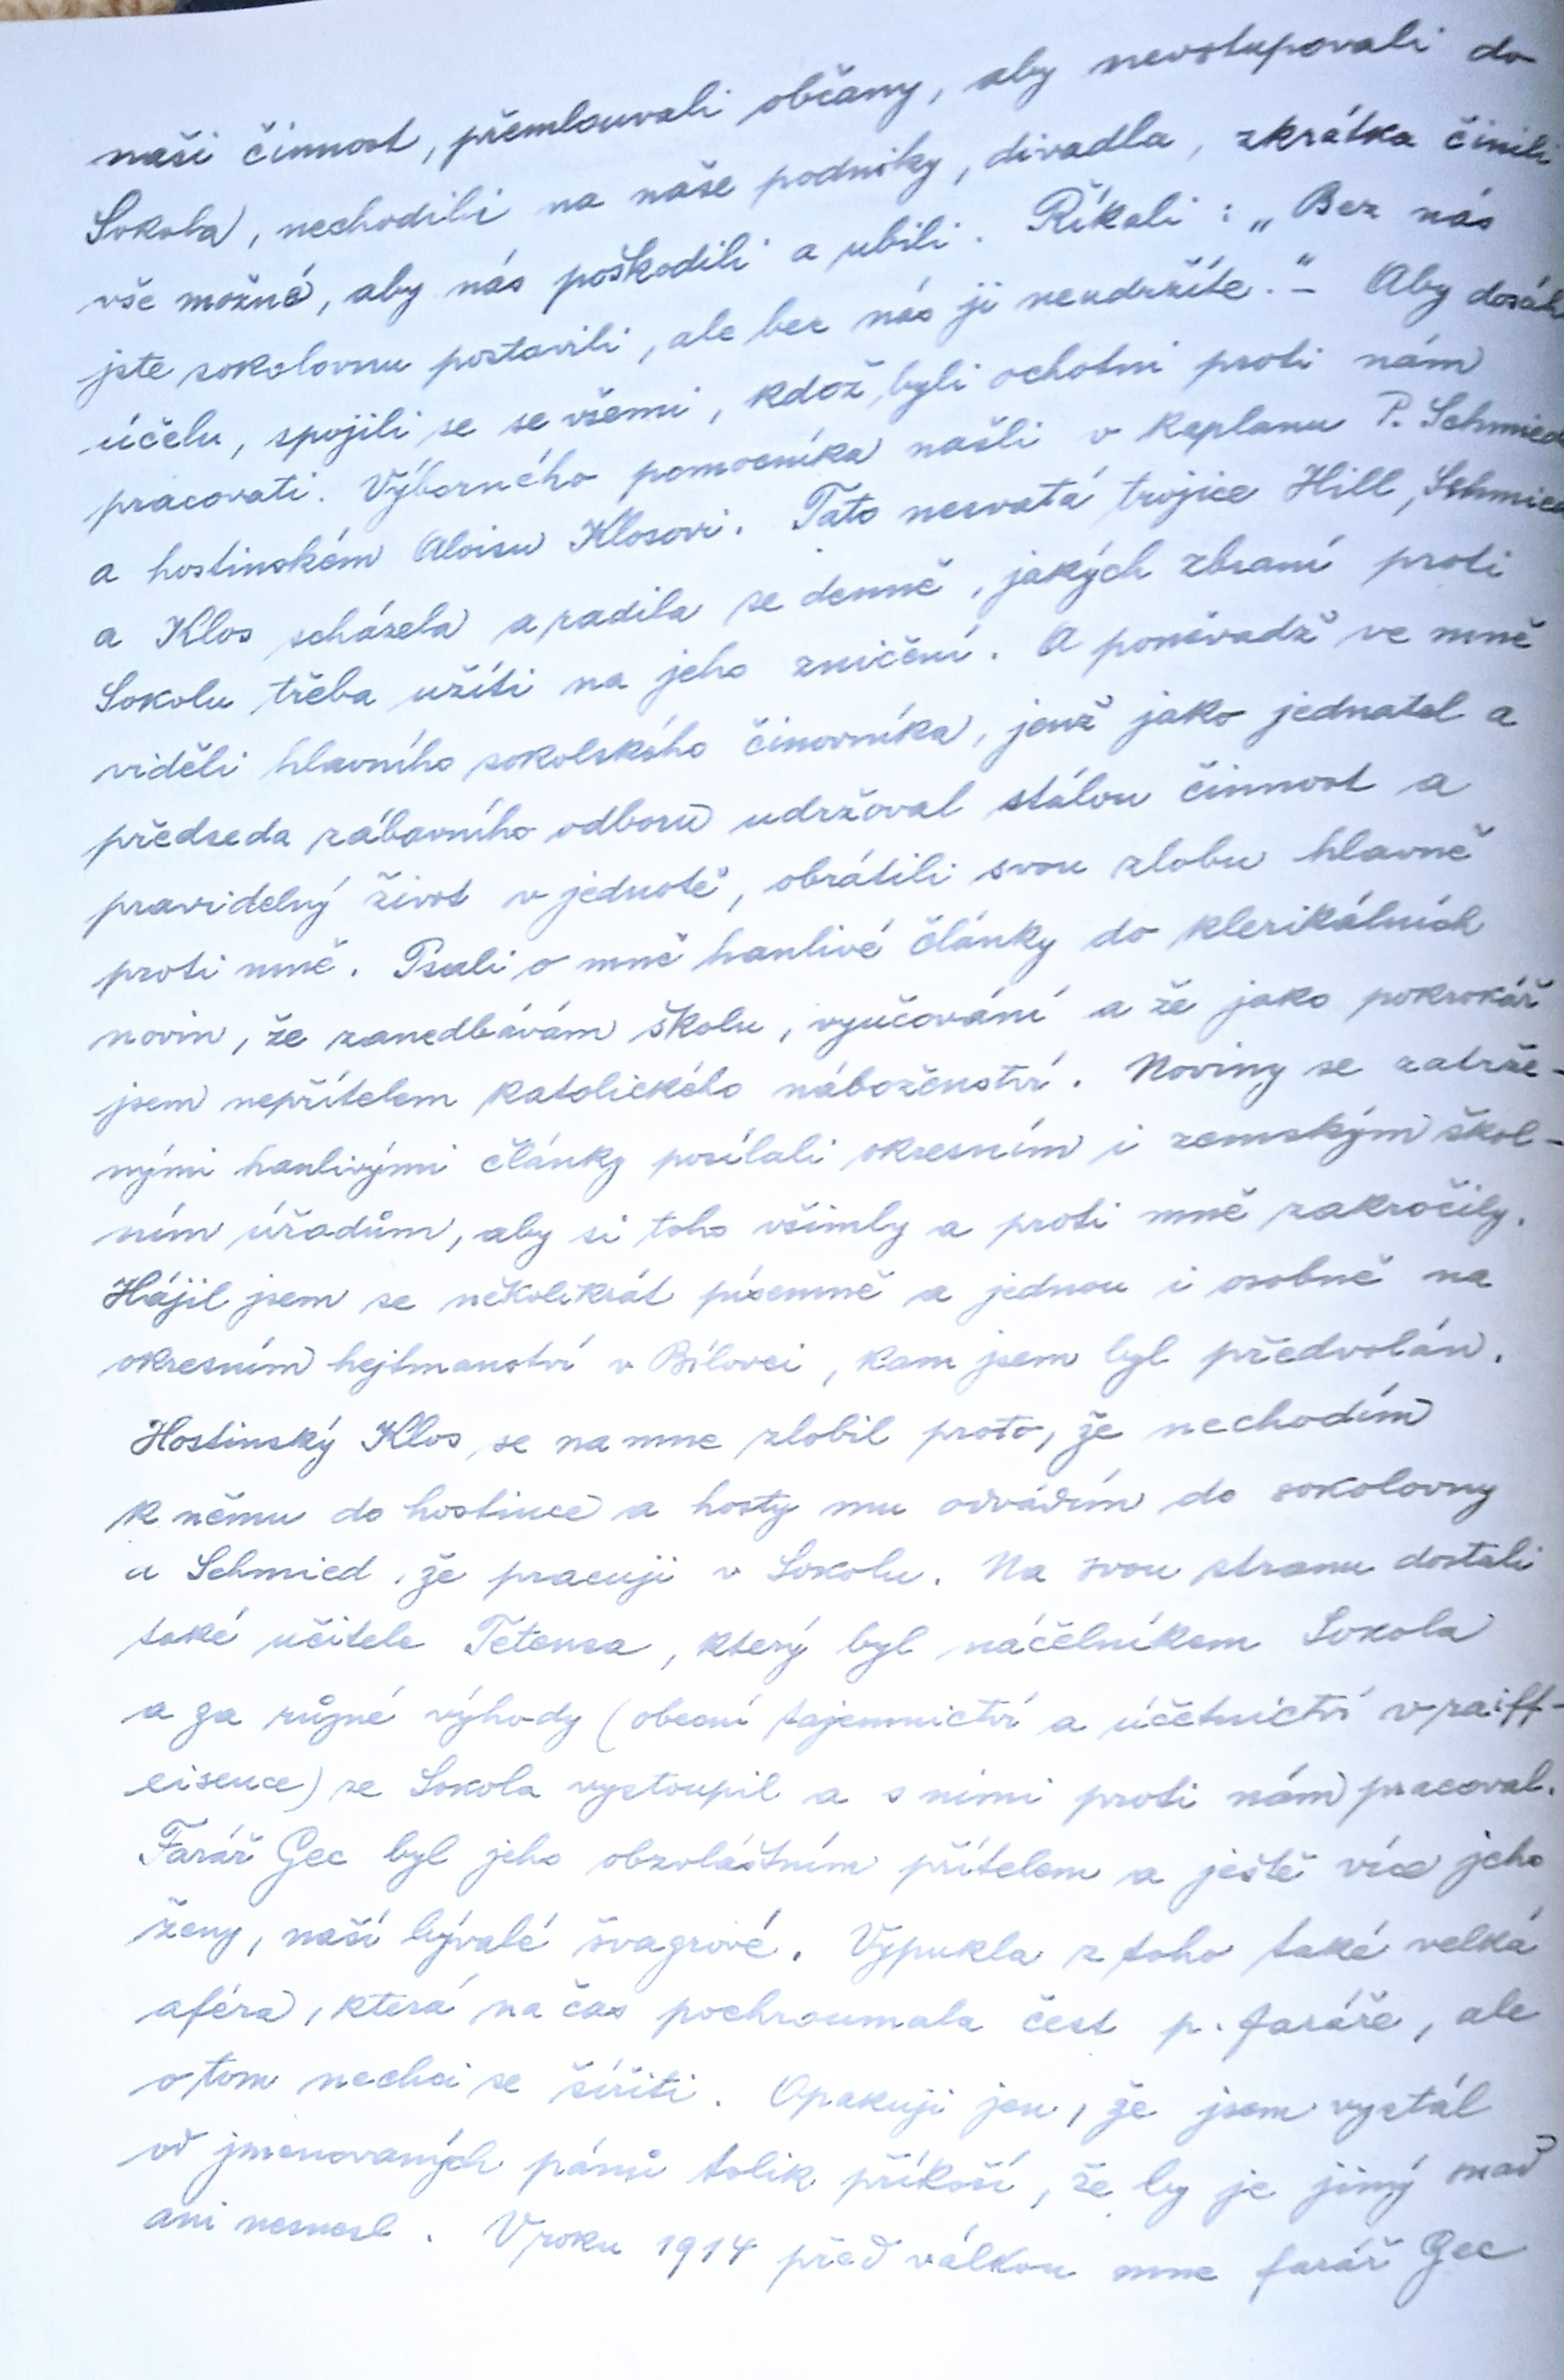 naši činnost, přemlouvali občany, aby nevstupovali do
Sokola, nechodili na naše podniky, divadla, zkrátka činili
vše možné, aby nás poškodili a ubili. Říkali: „Bez nás
jste sokolovnu postavili, ale bez nás ji neudržíte.“ – Aby dosáh
účelu, spojili se se všemi, kdož byli ochotni proti nám
pracovati. Výborného pomocníka našli v kaplanu P. Schmied
a hostinském Aloisu Klosovi. Tato nesvatá trojice Hill, Schmied
a Klos scházela a radila se denně, jakých zbraní proti
Sokolu třeba užíti na jeho zničení. A poněvadž ve mně
viděli hlavního sokolského činovníka, jenž jako jednatel a
předseda zábavního odboru udržoval stálou činnost a
pravidelný život v jednotě, obrátili svou zlobu hlavně
proti mně. Psali o mně hanlivé články do klerikálních
novin, že zanedbávám školu, vyučování a že jako pokrokář
jsem nepřítelem katolického náboženství. Noviny se zatrže-
nými hanlivými články posílali okresním i zemským škol-
ním úřadům, aby si toho všimly a proti mně zakročily.
Hájil jsem se několikrát písemně a jednou i osobně na
okresním hejtmanství v Bílovci, kam jsem byl předvolán.
Hostinský Klos se na mne zlobil proto, že nechodím
k němu do hostince a hosty mu odvádím do sokolovny
a Schmied, že pracuji v Sokolu. Na svou stranu dostali
také učitele Tetensa, který byl náčelníkem Sokola
a za různé výhody (obecní tajemnictví a účetnictví v raiff-
eisence) ze Sokola vystoupil a s nimi proti nám pracoval.
Farář Gec byl jeho obzvláštním přítelem a ještě více jeho
ženy, naší bývalé švagrové. Vypukla z toho také velká
aféra, která na čas pochroumala čest p. faráře, ale
o tom nechci se šířiti. Opakuji jen, že jsem vystál
od jmenovaných pánů tolik příkoří, že by je jiný snad
ani nesnesl. V roku 1914 před válkou mne farář Gec